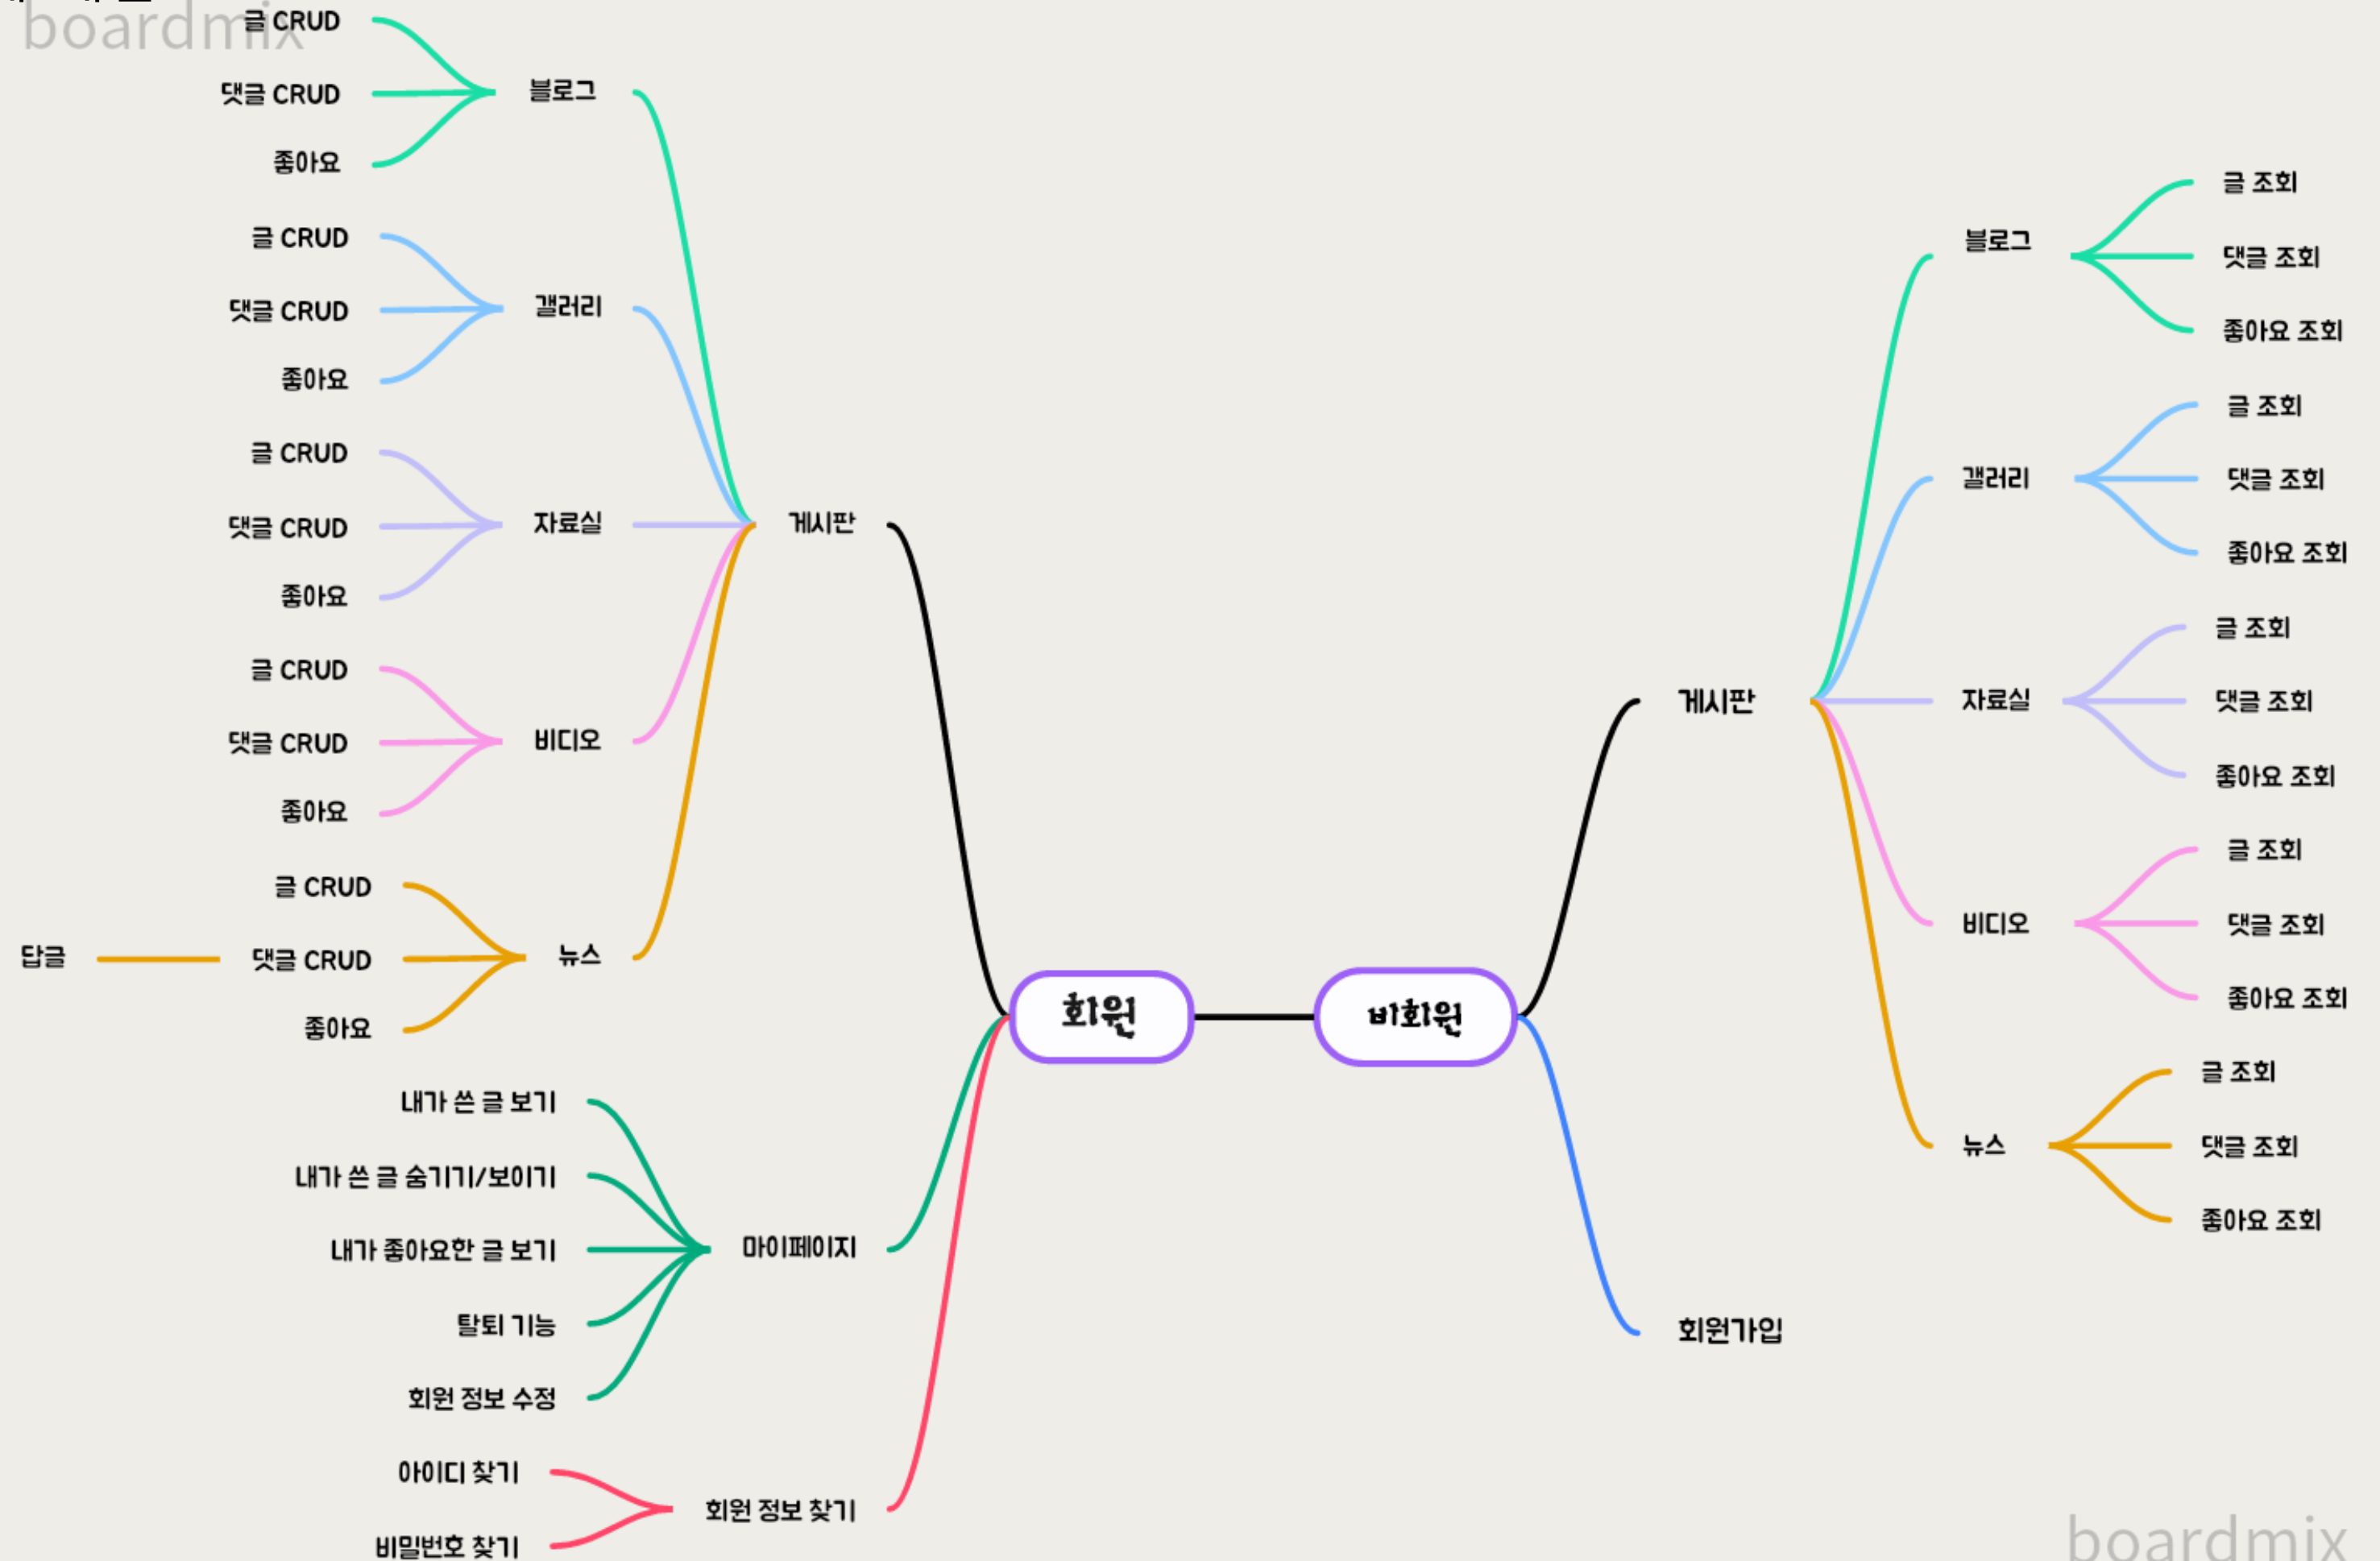 boardmix
글 CRUD
댓글 CRUD
좋아요
블로그
글 CRUD
댓글 CRUD
좋아요
갤러리
글 CRUD
댓글 CRUD
좋아요
자료실
게시판
글 CRUD
댓글 CRUD
좋아요
비디오
글 CRUD
답글
댓글 CRUD
좋아요
뉴스
내가 쓴 글 보기
내가 쓴 글 숨기기/보이기
내가 좋아요한 글 보기
탈퇴 기능
회원 정보 수정
마이페이지
아이디 찾기
비밀번호 찾기
회원 정보 찾기
회원
비회원
게시판
블로그
글 조회
댓글 조회
좋아요 조회
갤러리
글 조회
댓글 조회
좋아요 조회
자료실
글 조회
댓글 조회
좋아요 조회
비디오
글 조회
댓글 조회
좋아요 조회
뉴스
글 조회
댓글 조회
좋아요 조회
회원가입
boardmix